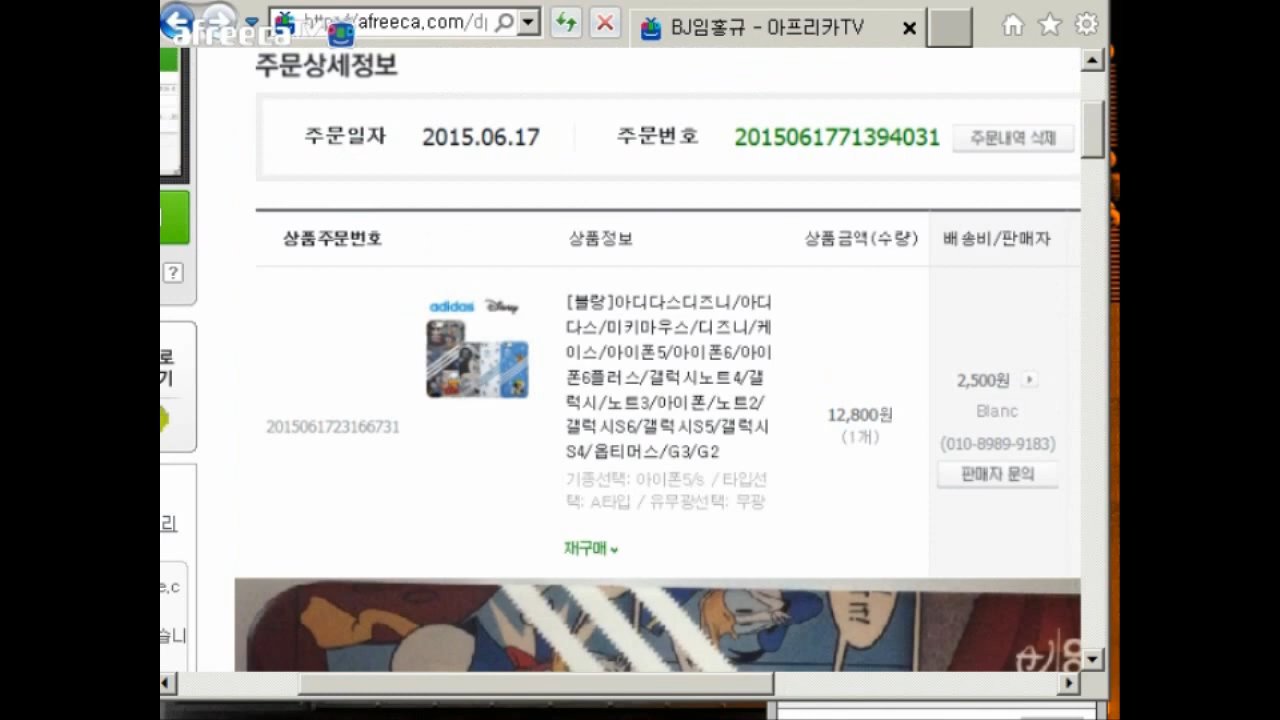 afreeca.com/d
afreeca
BJ임홍규 - 아프리카TV
주문상세정보
주문일자 2015.06.17 주문번호 2015061771394031 주문내역 삭제
상품주문번호 상품정보 상품금액(수량) 배송비/판매자
adidas Disney
[블랑]아디다스디즈니/아디
다스/미키마우스/디즈니/케
이스/아이폰5/아이폰6/아이
폰6플러스/갤럭시노트4/갤
럭시/노트3/아이폰/노트2/
갤럭시S6/갤럭시S5/갤럭시
S4/옵티머스/G3/G2
기종선택: 아이폰5/s / 타입선
택: A타입 / 유무광선택: 무광
재구매
2015061723166731
12,800원
(1개)
2,500원
Blanc
(010-8989-9183)
판매자 문의
?
로
기
리
e,c
습니